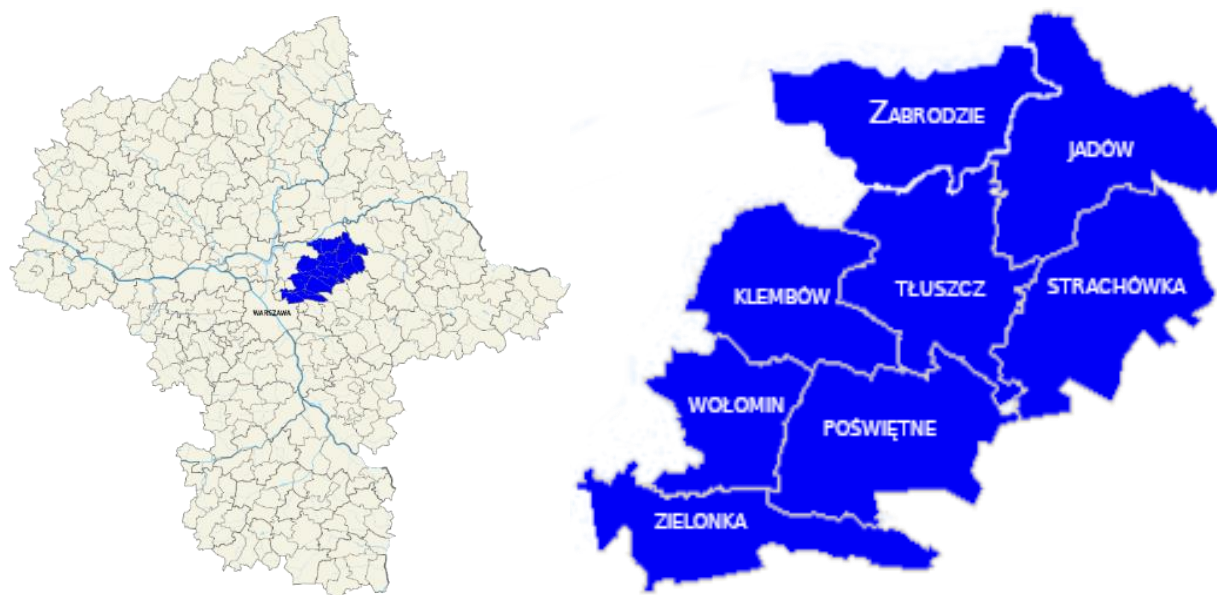 WARSZAWA
ZABRODZIE
JADÓW
KLEMBÓW
TŁUSZCZ
STRACHÓWKA
WOŁOMIN
POŚWIĘTNE
ZIELONKA